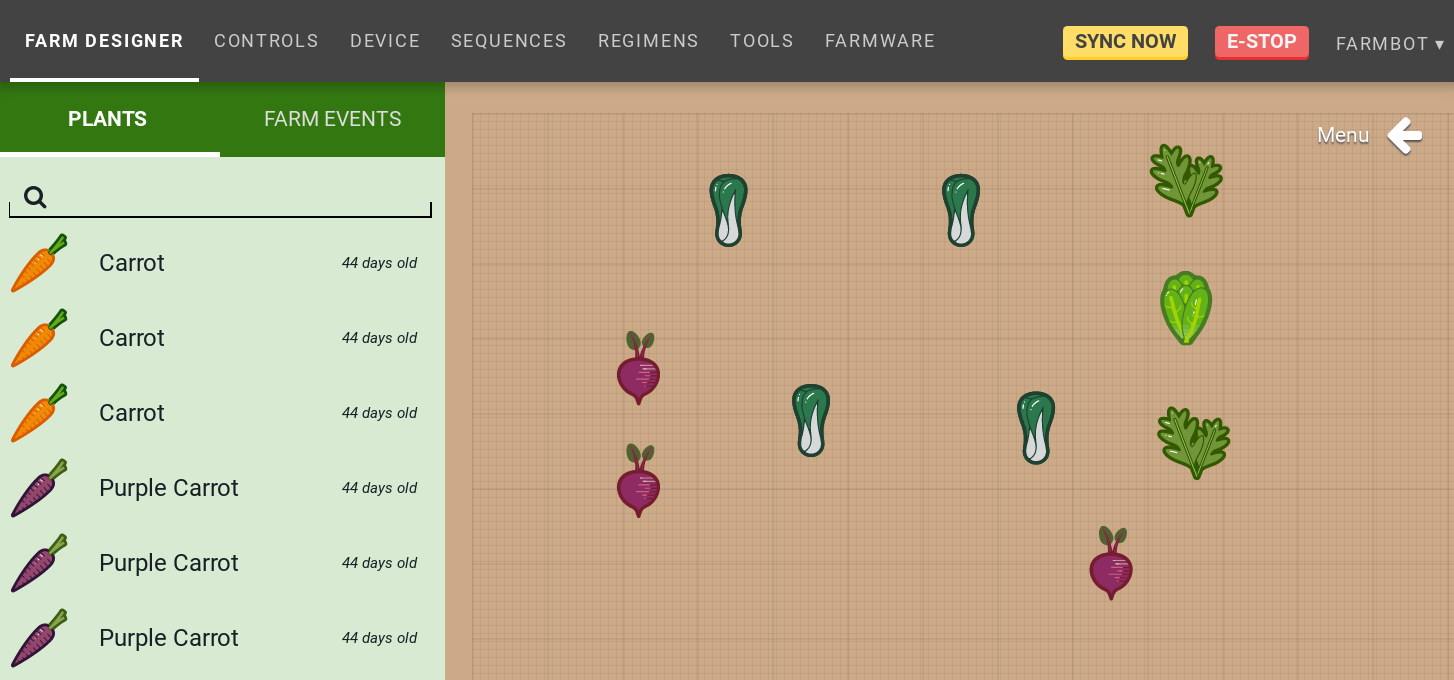 FARM DESIGNER CONTROLS DEVICE SEQUENCES REGIMENS TOOLS FARMWARE SYNC NOW E-STOP FARMBOT ▾
PLANTS FARM EVENTS
Menu
Carrot 44 days old
Carrot 44 days old
Carrot 44 days old
Purple Carrot 44 days old
Purple Carrot 44 days old
Purple Carrot 44 days old